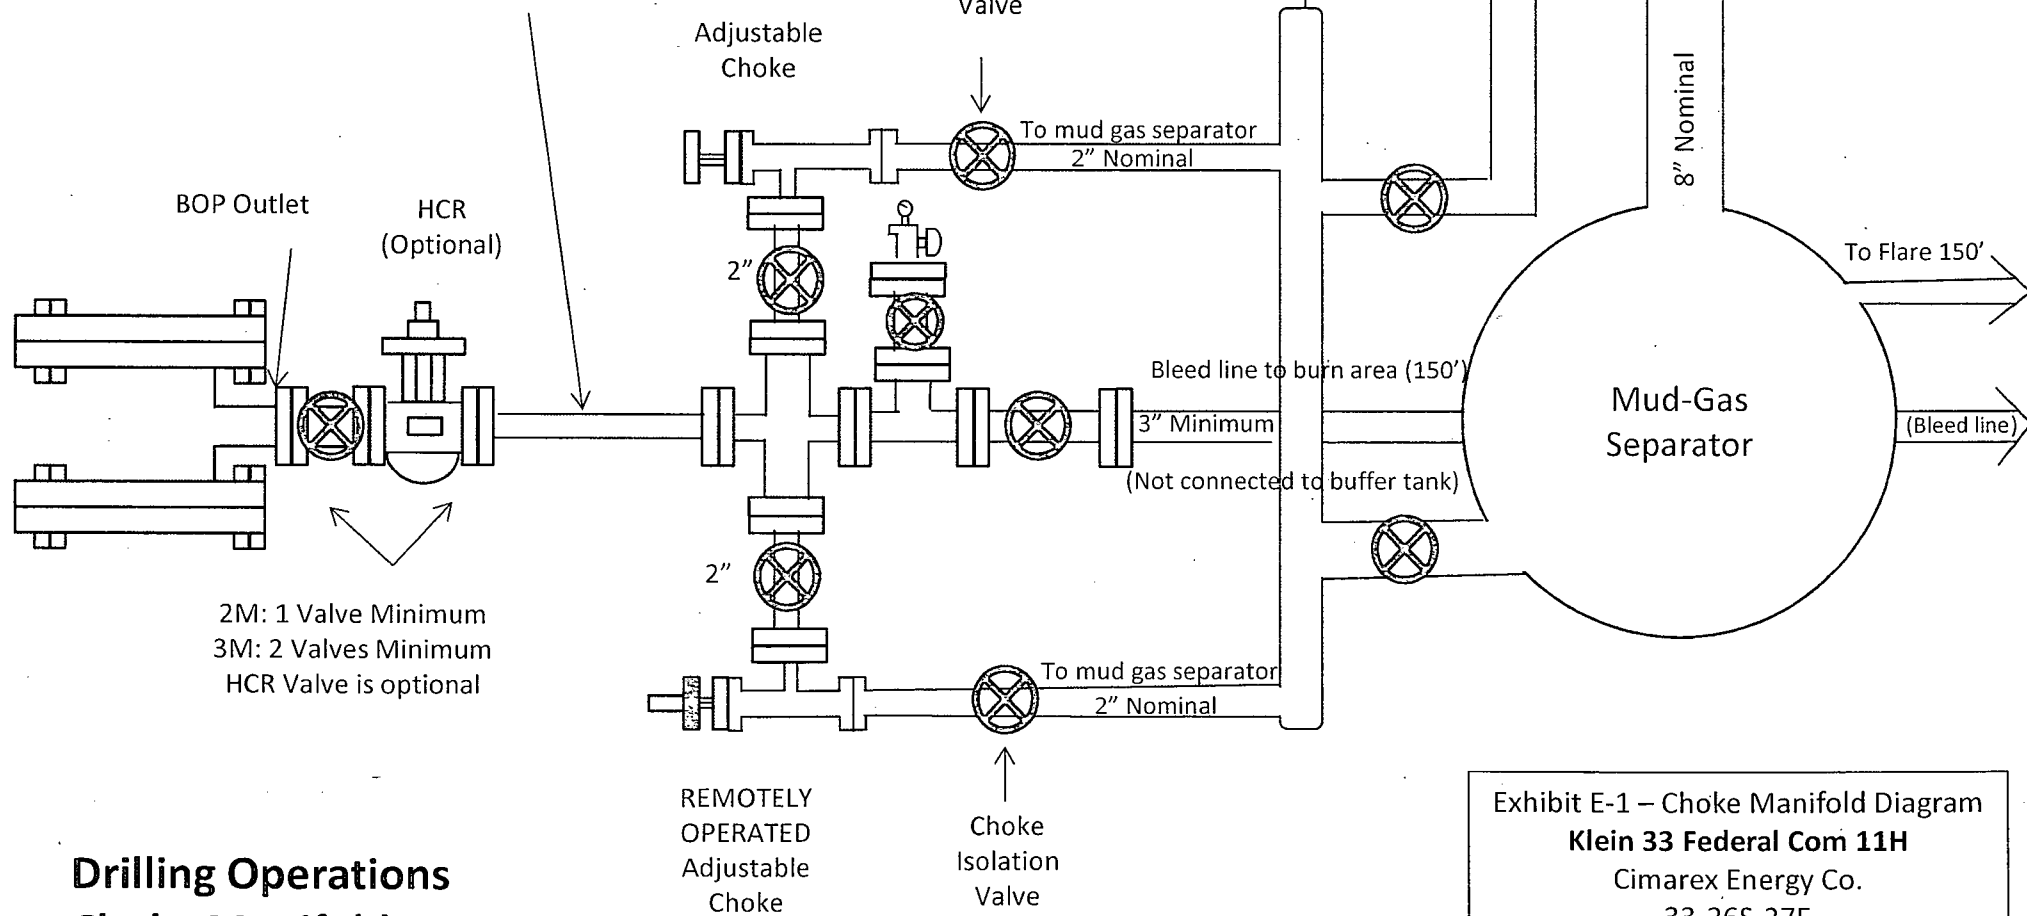 Valve
Adjustable
Choke
To mud gas separator
2” Nominal
8” Nominal
BOP Outlet
HCR
(Optional)
2”
To Flare 150’
Bleed line to burn area (150’)
Mud-Gas
Separator
3” Minimum
(Bleed line)
(Not connected to buffer tank)
2”
2M: 1 Valve Minimum
3M: 2 Valves Minimum
HCR Valve is optional
To mud gas separator
2” Nominal
REMOTELY
OPERATED
Adjustable
Choke
Choke
Isolation
Valve
Exhibit E-1 – Choke Manifold Diagram
Klein 33 Federal Com 11H
Cimarex Energy Co.
33-26S-27E
Drilling Operations